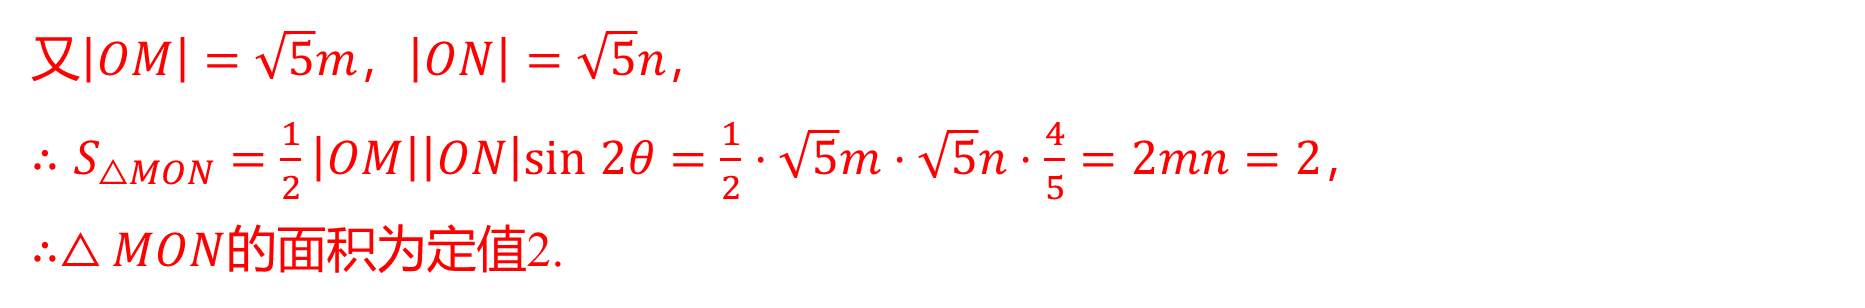 又|OM| = √5m，|ON| = √5n，
∴ S△MON = 1/2 |OM||ON|sin 2θ = 1/2 · √5m · √5n · 4/5 = 2mn = 2，
∴△ MON的面积为定值2.